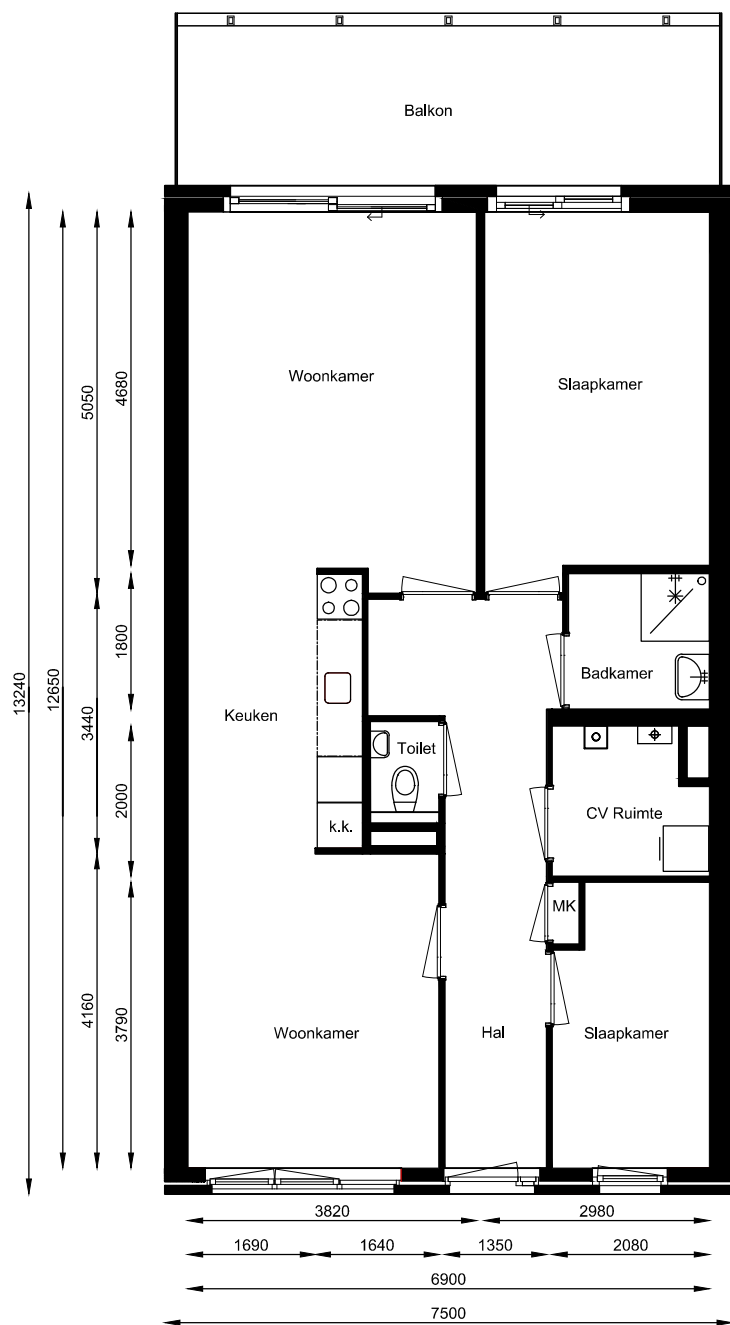 Balkon
Woonkamer
Slaapkamer
Badkamer
Keuken
Toilet
CV Ruimte
k.k.
MK
Woonkamer
Hal
Slaapkamer
13240
12650
5050
3440
4160
4680
1800
2000
3790
3820
2980
1690
1640
1350
2080
6900
7500